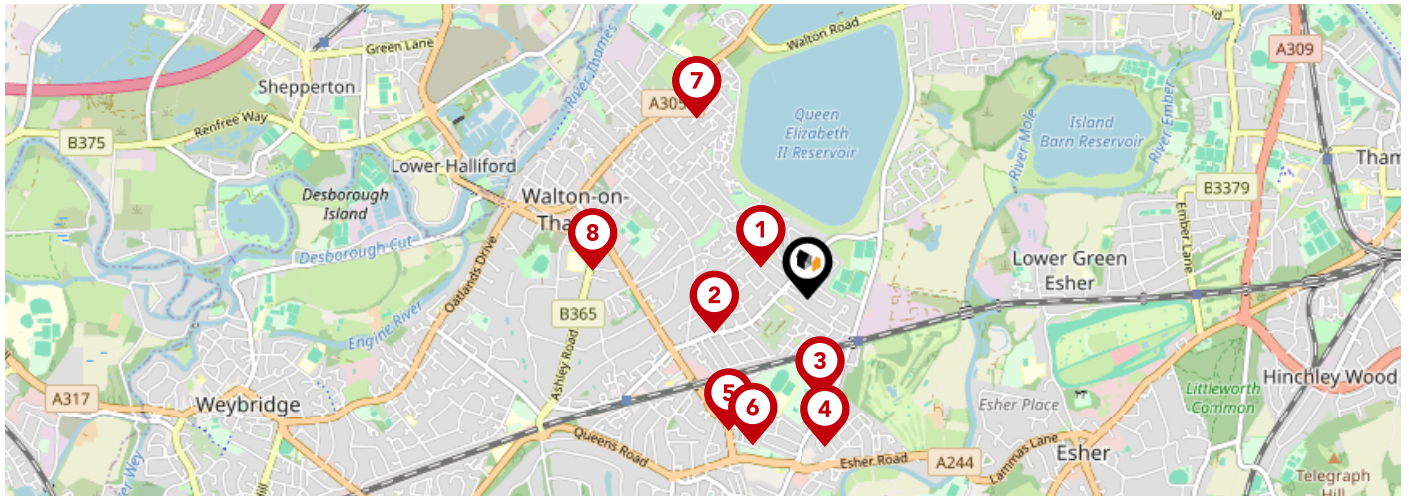 Walton Road
Green Lane
River Thames
A309
Shepperton
7
A305
Queen
Elizabeth
II Reservoir
River Mole
Island
Barn Reservoir
River Ember
Renfree Way
B375
Lower Halliford
Tham
Desborough
Island
Walton-on-
Tha
B3379
8
1
Desborough Cut
Oatlands Drive
Ember Lane
Lower Green
Esher
2
B365
Engine River
Ashley Road
3
5
6
4
Hinchley Wood
A317
Weybridge
Esher Place
Littleworth
Common
Queens Road
Esher Road
A244
Lammas Lane
Esher
Wey
Telegraph
Hill